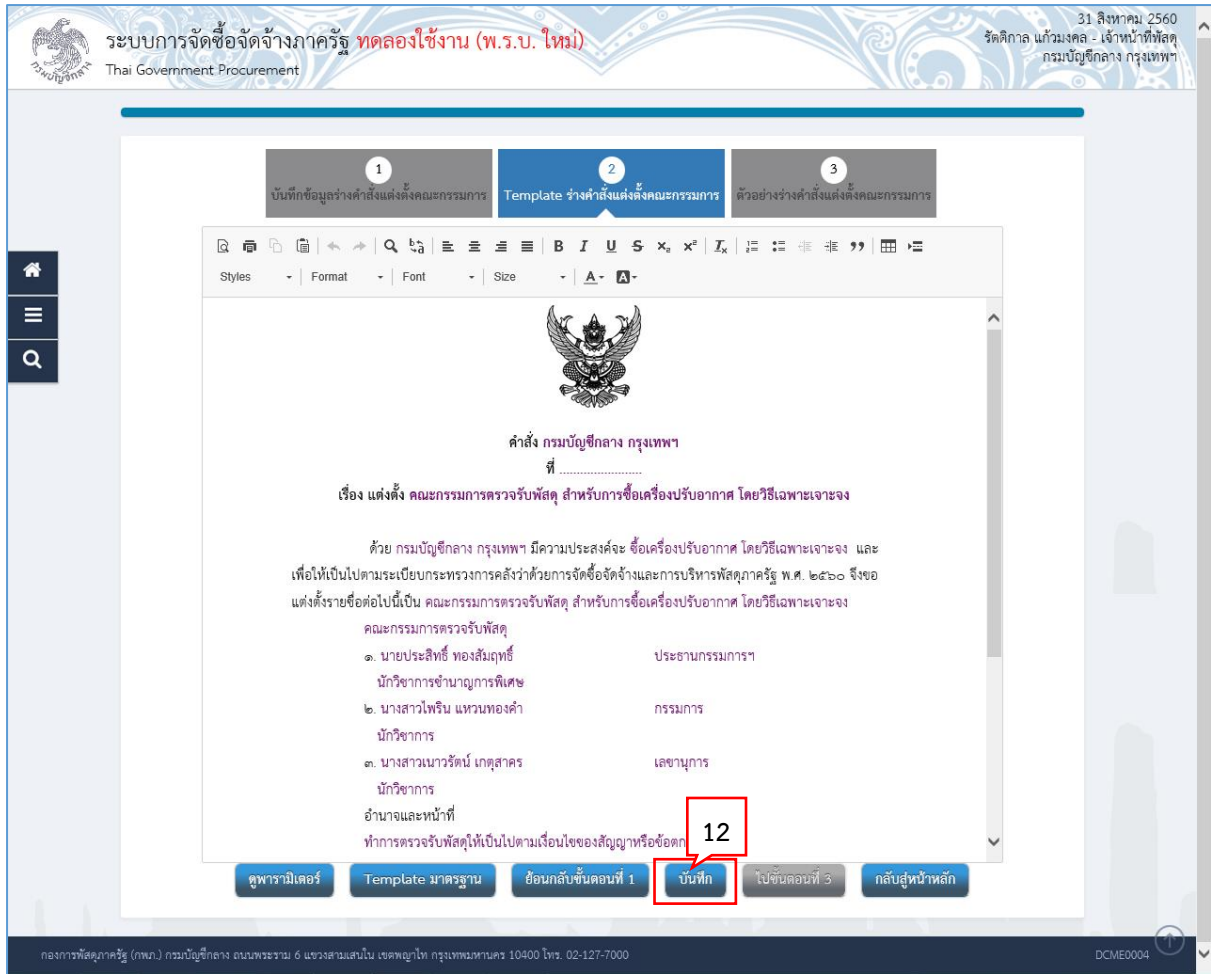 31 สิงหาคม 2560
ระบบการจัดซื้อจัดจ้างภาครัฐ ทดลองใช้งาน (พ.ร.บ. ใหม่)
รัตติกาล แก้วมงคล - เจ้าหน้าที่พัสดุ
Thai Government Procurement
กรมบัญชีกลาง กรุงเทพฯ
กรมบัญชีกลาง
1
2
3
บันทึกข้อมูลร่างคำสั่งแต่งตั้งคณะกรรมการ
Template ร่างคำสั่งแต่งตั้งคณะกรรมการ
ตัวอย่างร่างคำสั่งแต่งตั้งคณะกรรมการ
Styles Format Font Size
คำสั่ง กรมบัญชีกลาง กรุงเทพฯ
ที่ ........................
เรื่อง แต่งตั้ง คณะกรรมการตรวจรับพัสดุ สำหรับการซื้อเครื่องปรับอากาศ โดยวิธีเฉพาะเจาะจง
ด้วย กรมบัญชีกลาง กรุงเทพฯ มีความประสงค์จะ ซื้อเครื่องปรับอากาศ โดยวิธีเฉพาะเจาะจง และ
เพื่อให้เป็นไปตามระเบียบกระทรวงการคลังว่าด้วยการจัดซื้อจัดจ้างและการบริหารพัสดุภาครัฐ พ.ศ. ๒๕๖๐ จึงขอ
แต่งตั้งรายชื่อต่อไปนี้เป็น คณะกรรมการตรวจรับพัสดุ สำหรับการซื้อเครื่องปรับอากาศ โดยวิธีเฉพาะเจาะจง
คณะกรรมการตรวจรับพัสดุ
๑. นายประสิทธิ์ ทองสัมฤทธิ์ ประธานกรรมการฯ
นักวิชาการชำนาญการพิเศษ
๒. นางสาวไพริน แหวนทองคำ กรรมการ
นักวิชาการ
๓. นางสาวเนาวรัตน์ เกตุสาคร เลขานุการ
นักวิชาการ
อำนาจและหน้าที่
ทำการตรวจรับพัสดุให้เป็นไปตามเงื่อนไขของสัญญาหรือข้อตก
12
ดูพารามิเตอร์
Template มาตรฐาน
ย้อนกลับขั้นตอนที่ 1
บันทึก
ไปขั้นตอนที่ 3
กลับสู่หน้าหลัก
กองการพัสดุภาครัฐ (กพภ.) กรมบัญชีกลาง ถนนพระราม 6 แขวงสามเสนใน เขตพญาไท กรุงเทพมหานคร 10400 โทร. 02-127-7000
DCME0004